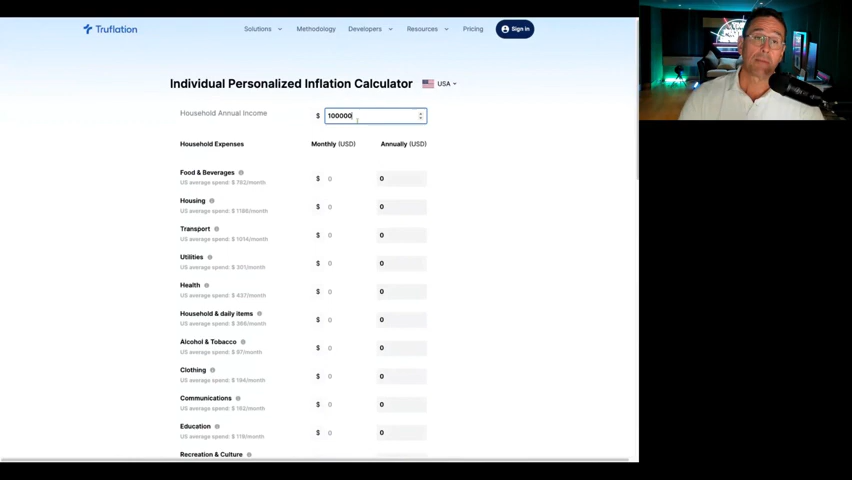 Truflation Solutions Methodology Developers Resources Pricing Sign In
Individual Personalized Inflation Calculator USA
Household Annual Income $ 100000
Household Expenses Monthly (USD) Annually (USD)
Food & Beverages $ 0 0
US average spend: $ 762/month
Housing $ 0 0
US average spend: $ 1186/month
Transport $ 0 0
US average spend: $ 1014/month
Utilities $ 0 0
US average spend: $ 301/month
Health $ 0 0
US average spend: $ 437/month
Household & daily items $ 0 0
US average spend: $ 366/month
Alcohol & Tobacco $ 0 0
US average spend: $ 97/month
Clothing $ 0 0
US average spend: $ 194/month
Communications $ 0 0
US average spend: $ 162/month
Education $ 0 0
US average spend: $ 119/month
Recreation & Culture